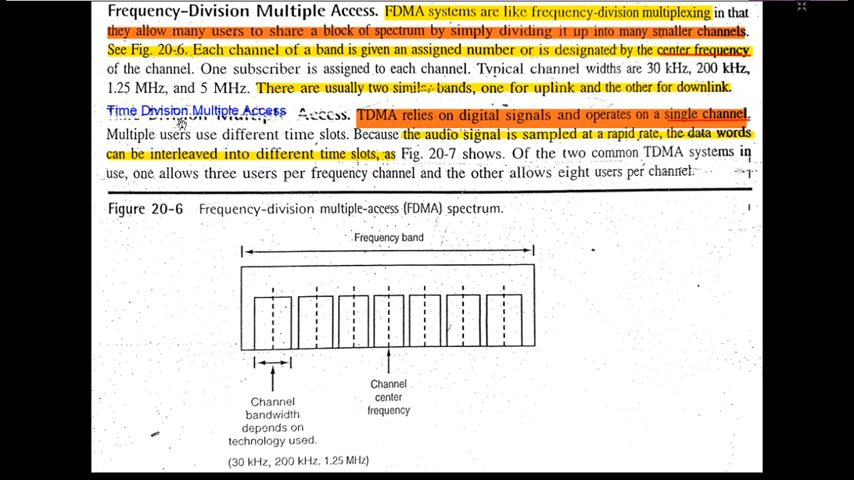 Frequency-Division Multiple Access. FDMA systems are like frequency-division multiplexing in that
they allow many users to share a block of spectrum by simply dividing it up into many smaller channels.
See Fig. 20-6. Each channel of a band is given an assigned number or is designated by the center frequency
of the channel. One subscriber is assigned to each channel. Typical channel widths are 30 kHz, 200 kHz,
1.25 MHz, and 5 MHz. There are usually two similar bands, one for uplink and the other for downlink.
Time Division Multiple Access Access. TDMA relies on digital signals and operates on a single channel.
Multiple users use different time slots. Because the audio signal is sampled at a rapid rate, the data words
can be interleaved into different time slots, as Fig. 20-7 shows. Of the two common TDMA systems in
use, one allows three users per frequency channel and the other allows eight users per channel.
Figure 20-6 Frequency-division multiple-access (FDMA) spectrum.
Frequency band
Channel
bandwidth
depends on
technology used.
(30 kHz, 200 kHz, 1.25 MHz)
Channel
center
frequency